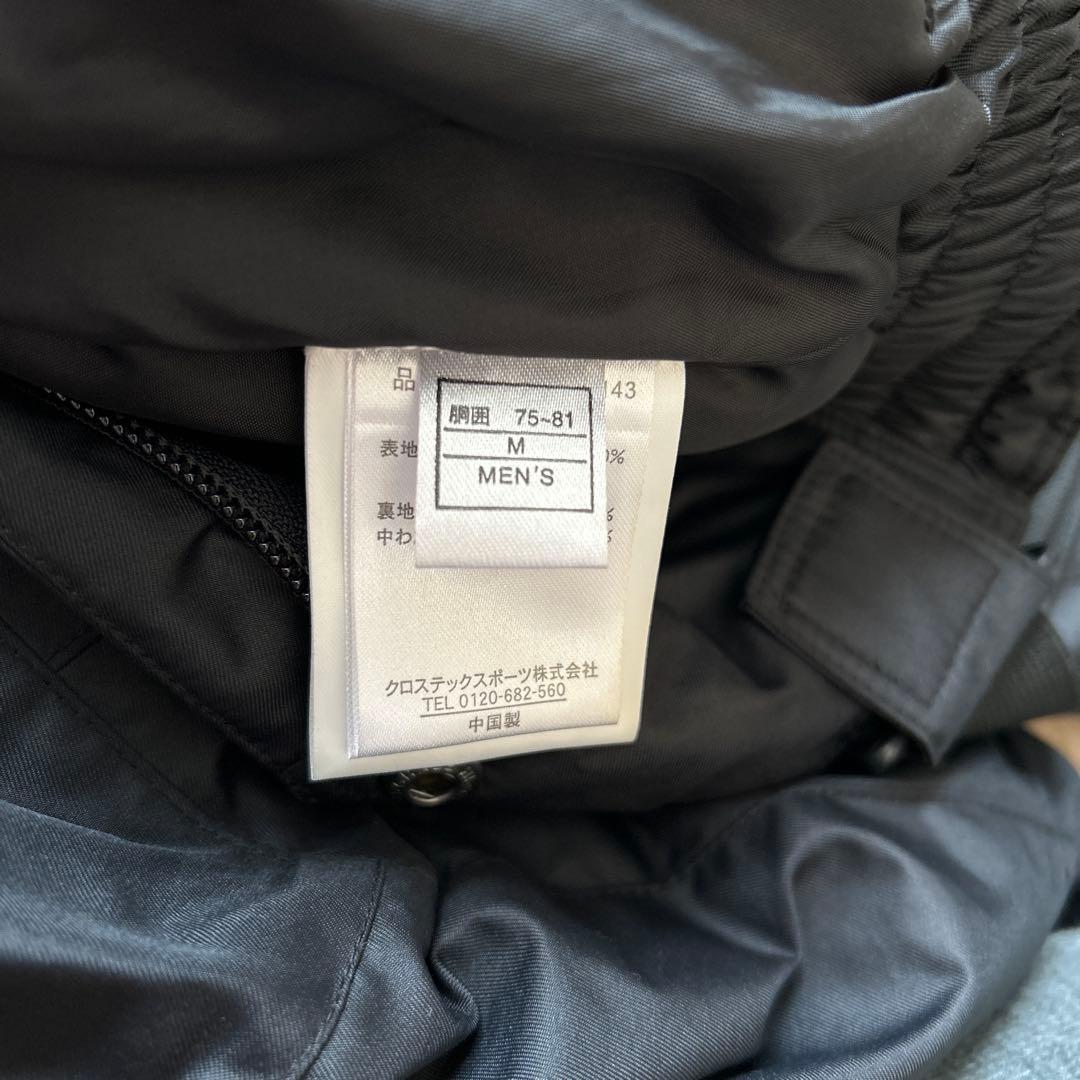 品 143
胴囲 75~81
M
MEN'S
表地 0%
裏地 %
中わ %
クロステックスポーツ株式会社
TEL 0120-682-560
中国製